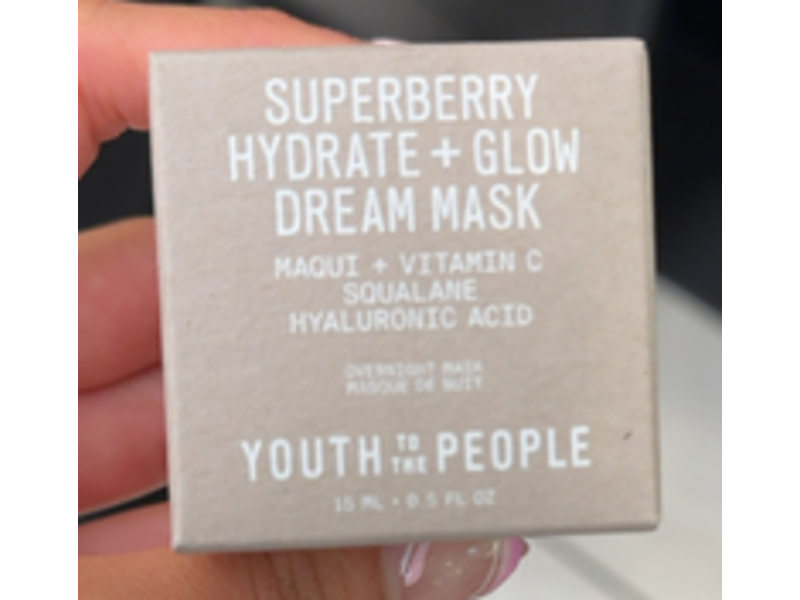 SUPERBERRY
HYDRATE + GLOW
DREAM MASK
MAQUI + VITAMIN C
SQUALANE
HYALURONIC ACID
OVERNIGHT MASK
MASQUE DE NUIT
YOUTH TO THE PEOPLE
15 ML • 0.5 FL OZ